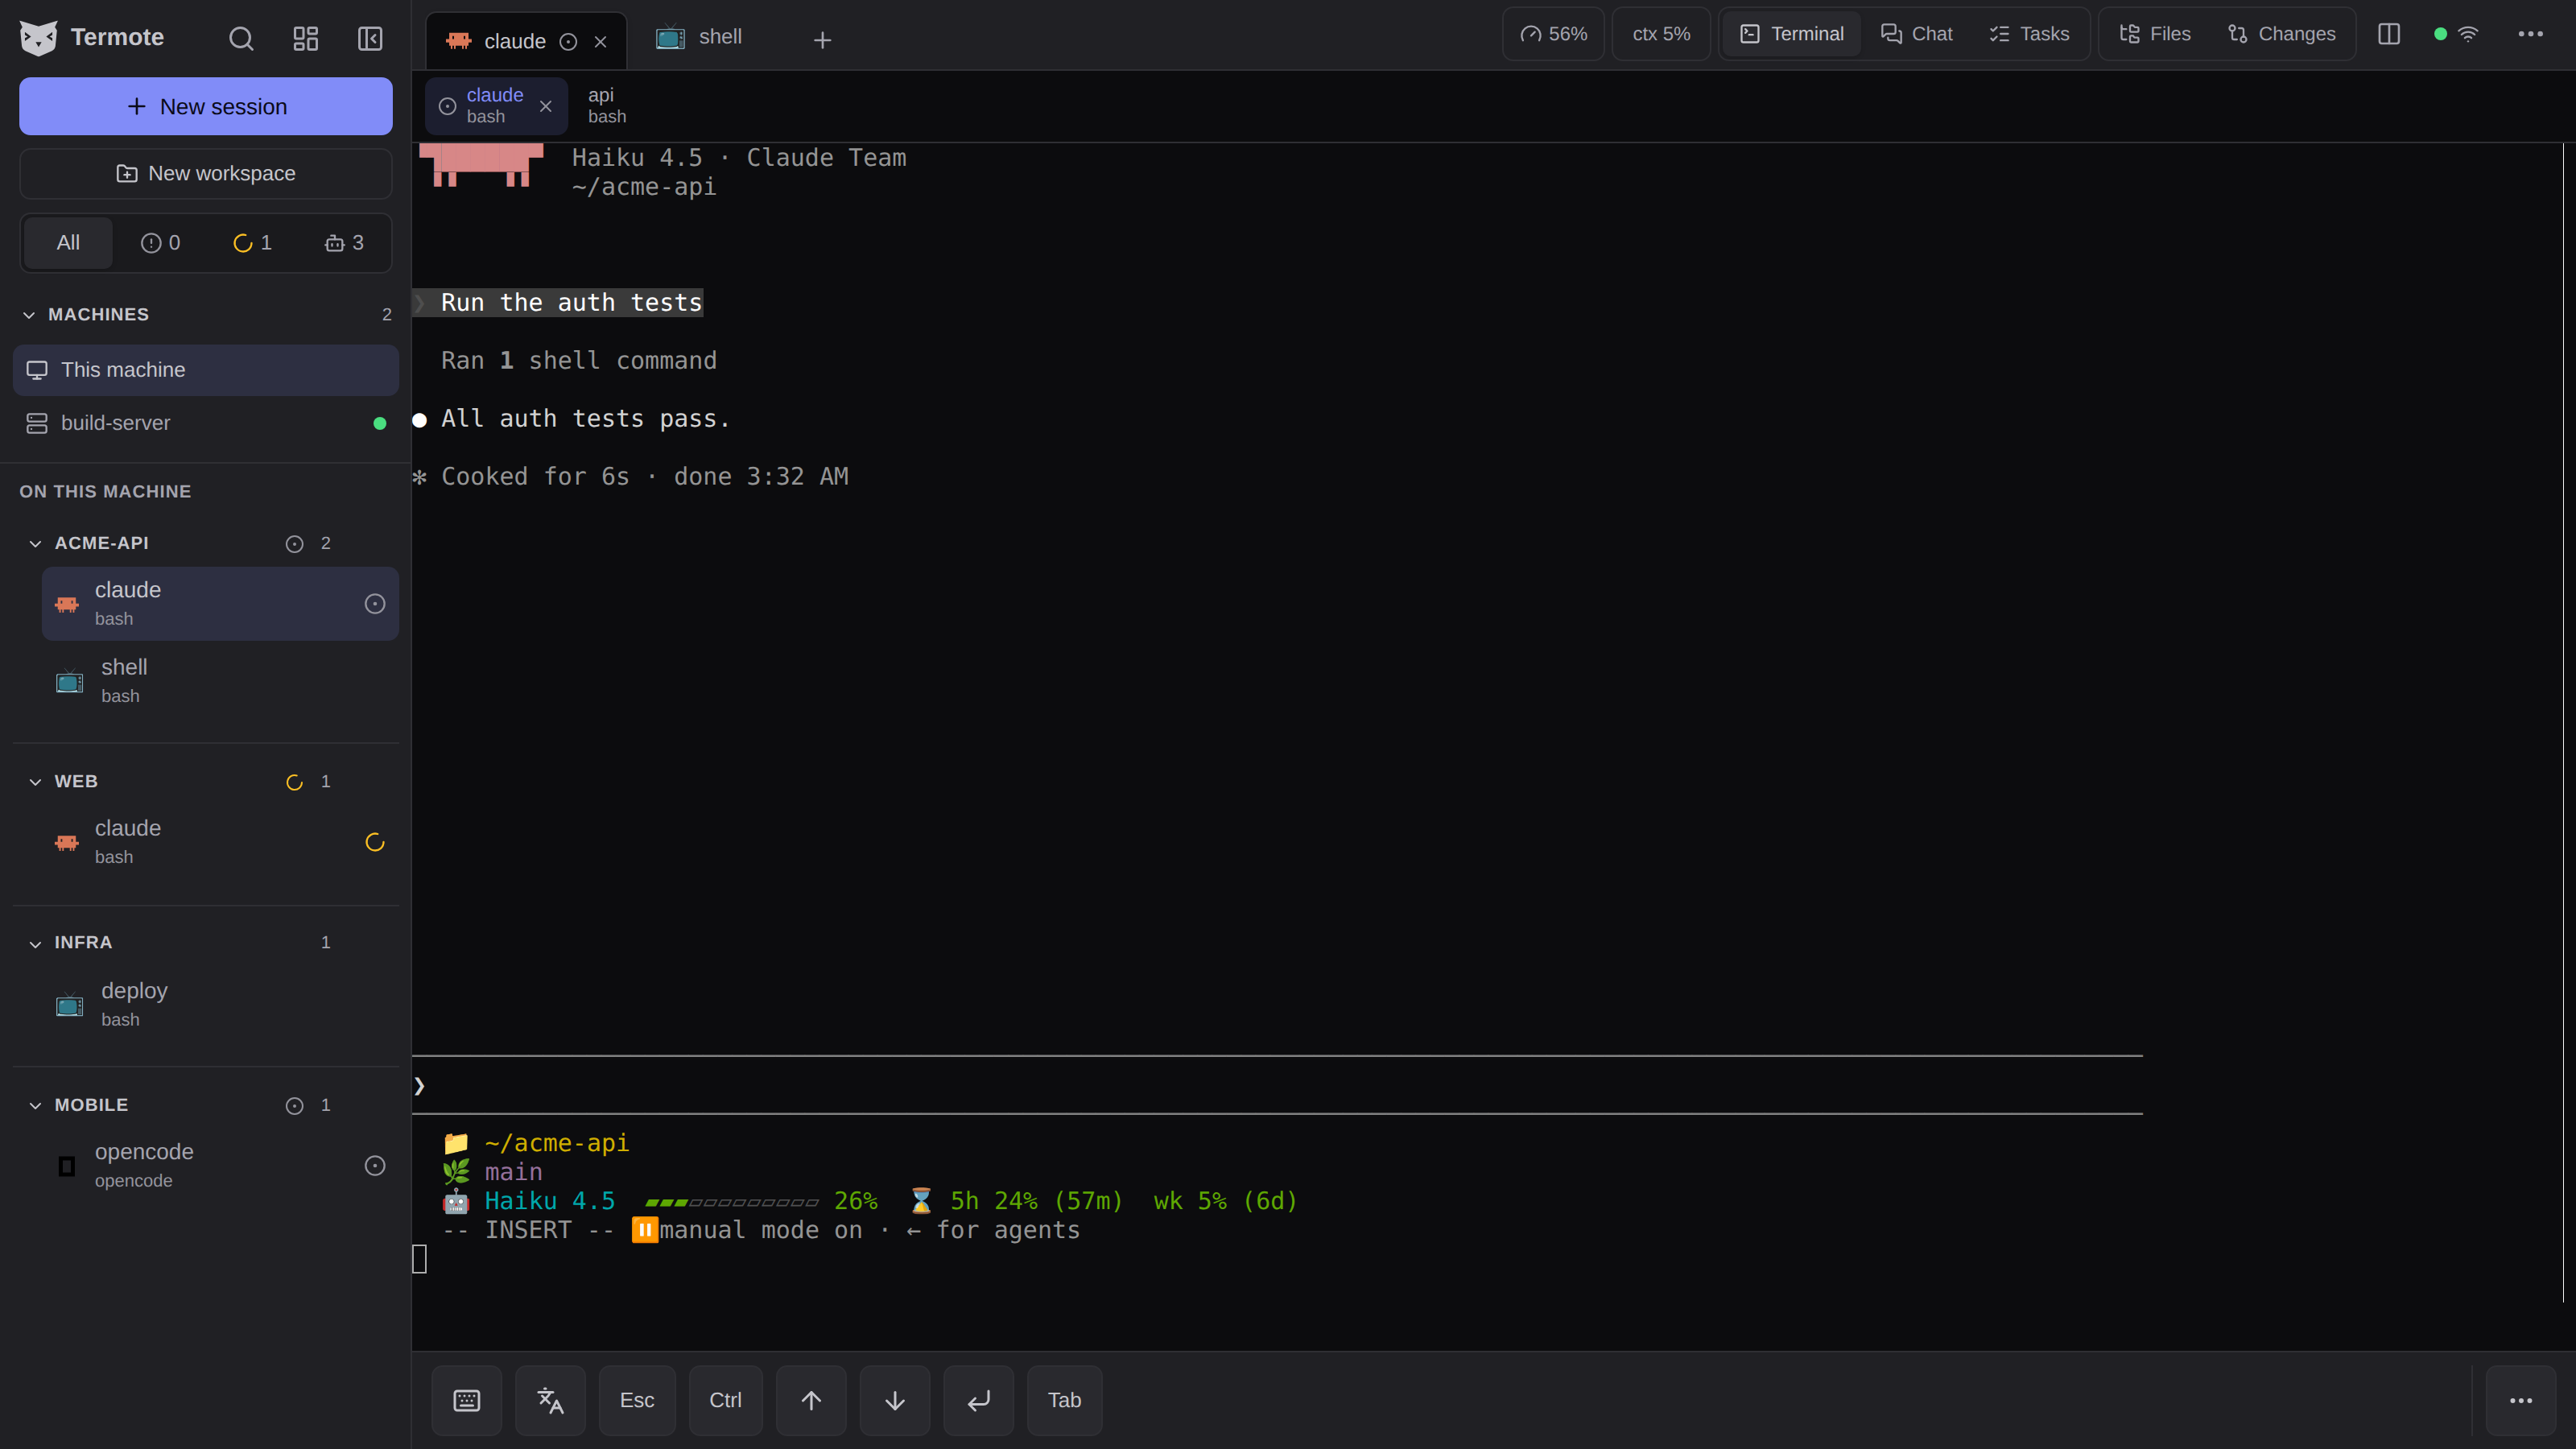 Termote
New session
New workspace
All 0 1 3
MACHINES 2
This machine
build-server
ON THIS MACHINE
ACME-API 2
claude
bash
shell
bash
WEB 1
claude
bash
INFRA 1
deploy
bash
MOBILE 1
opencode
opencode
claude shell
56% ctx 5% Terminal Chat Tasks Files Changes
claude
bash
api
bash
Haiku 4.5 · Claude Team
~/acme-api
❯ Run the auth tests
Ran 1 shell command
● All auth tests pass.
✻ Cooked for 6s · done 3:32 AM
❯
📁 ~/acme-api
🌿 main
🤖 Haiku 4.5 ▰▰▰▱▱▱▱▱▱▱▱▱ 26% ⌛ 5h 24% (57m) wk 5% (6d)
-- INSERT -- ⏸manual mode on · ← for agents
Esc Ctrl ↑ ↓ Tab